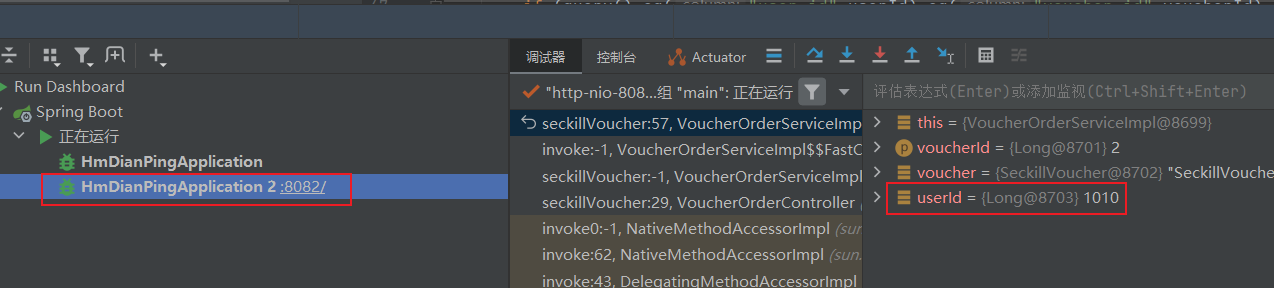 Run Dashboard
Spring Boot
正在运行
HmDianPingApplication
HmDianPingApplication 2 :8082/
调试器 控制台 Actuator
"http-nio-808...组 "main": 正在运行
seckillVoucher:57, VoucherOrderServiceImp
invoke:-1, VoucherOrderServiceImpl$$FastC
seckillVoucher:-1, VoucherOrderServiceImpl
seckillVoucher:29, VoucherOrderController (
invoke0:-1, NativeMethodAccessorImpl (sun.
invoke:62, NativeMethodAccessorImpl (sun.
invoke:43, DelegatingMethodAccessorImpl
评估表达式(Enter)或添加监视(Ctrl+Shift+Enter)
this = {VoucherOrderServiceImpl@8699}
voucherId = {Long@8701} 2
voucher = {SeckillVoucher@8702} "SeckillVouche
userId = {Long@8703} 1010